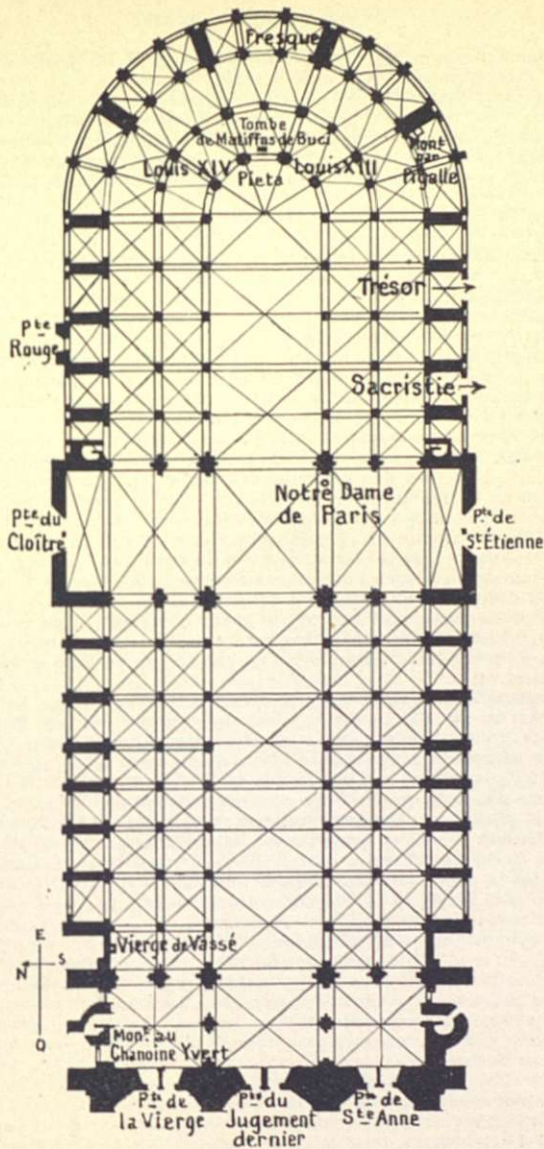 Fresque
Tombe
de Matiffas de Buci
Louis XIV
Pieta
Louis XIII
Mont
par
Pigalle
Trésor
Pte
Rouge
Sacristie
Notre Dame
de Paris
Pte du
Cloître
Pte de
St Étienne
Vierge de Vassé
E
N
S
O
Mont au
Chanoine Yvert
Pte de
la Vierge
Pte du
Jugement
dernier
Pte de
Ste Anne